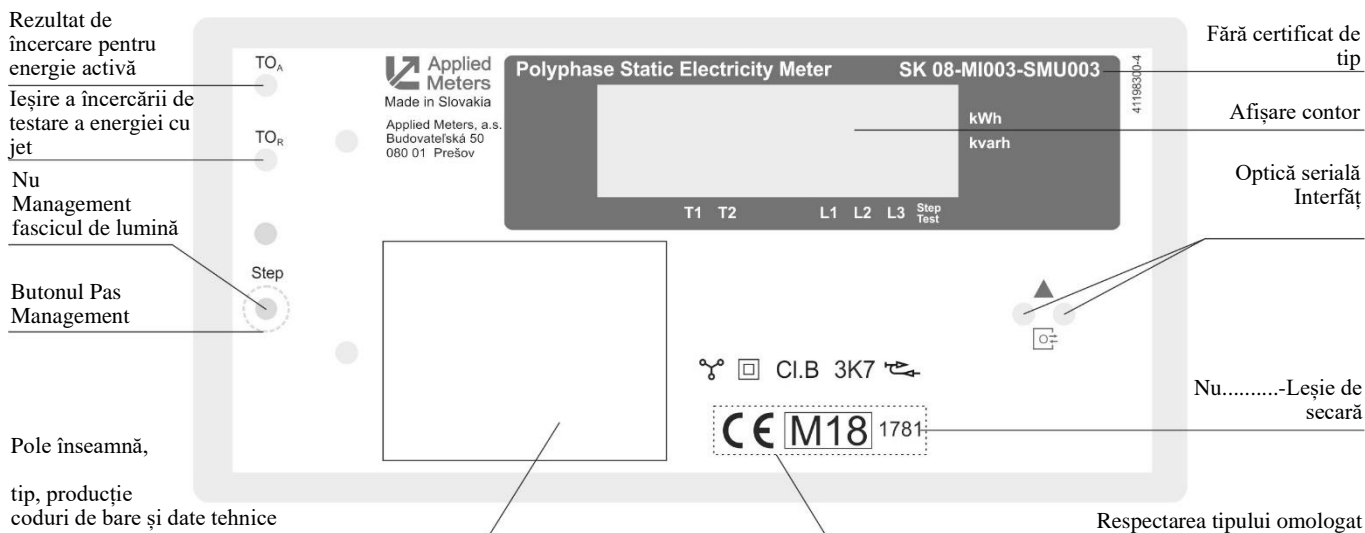 Rezultat de
încercare pentru
energie activă
Ieșire a încercării de
testare a energiei cu
jet
Nu
Management
fascicul de lumină
Butonul Pas
Management
Pole înseamnă,
tip, producție
coduri de bare și date tehnice
TOA
TOR
Step
Applied
Meters
Made in Slovakia
Applied Meters, a.s.
Budovateľská 50
080 01 Prešov
Polyphase Static Electricity Meter SK 08-MI003-SMU003
kWh
kvarh
T1 T2 L1 L2 L3 Step
Test
41198300-4
Cl.B 3K7
CE M18 1781
Fără certificat de
tip
Afișare contor
Optică serială
Interfăț
Nu..........-Leșie de
secară
Respectarea tipului omologat